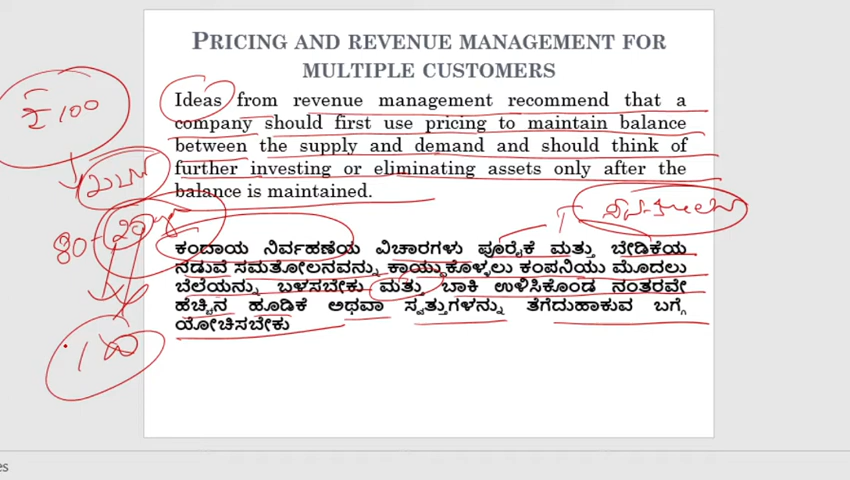 PRICING AND REVENUE MANAGEMENT FOR
MULTIPLE CUSTOMERS
Ideas from revenue management recommend that a
company should first use pricing to maintain balance
between the supply and demand and should think of
further investing or eliminating assets only after the
balance is maintained.
ಕಂದಾಯ ನಿರ್ವಹಣೆಯ ವಿಚಾರಗಳು ಪೂರೈಕೆ ಮತ್ತು ಬೇಡಿಕೆಯ
ನಡುವೆ ಸಮತೋಲನವನ್ನು ಕಾಯ್ದುಕೊಳ್ಳಲು ಕಂಪನಿಯು ಮೊದಲು
ಬೆಲೆಯನ್ನು ಬಳಸಬೇಕು ಮತ್ತು ಬಾಕಿ ಉಳಿಸಿಕೊಂಡ ನಂತರವೇ
ಹೆಚ್ಚಿನ ಹೂಡಿಕೆ ಅಥವಾ ಸ್ವತ್ತುಗಳನ್ನು ತೆಗೆದುಹಾಕುವ ಬಗ್ಗೆ
ಯೋಚಿಸಬೇಕು
₹100
80-20
100
es